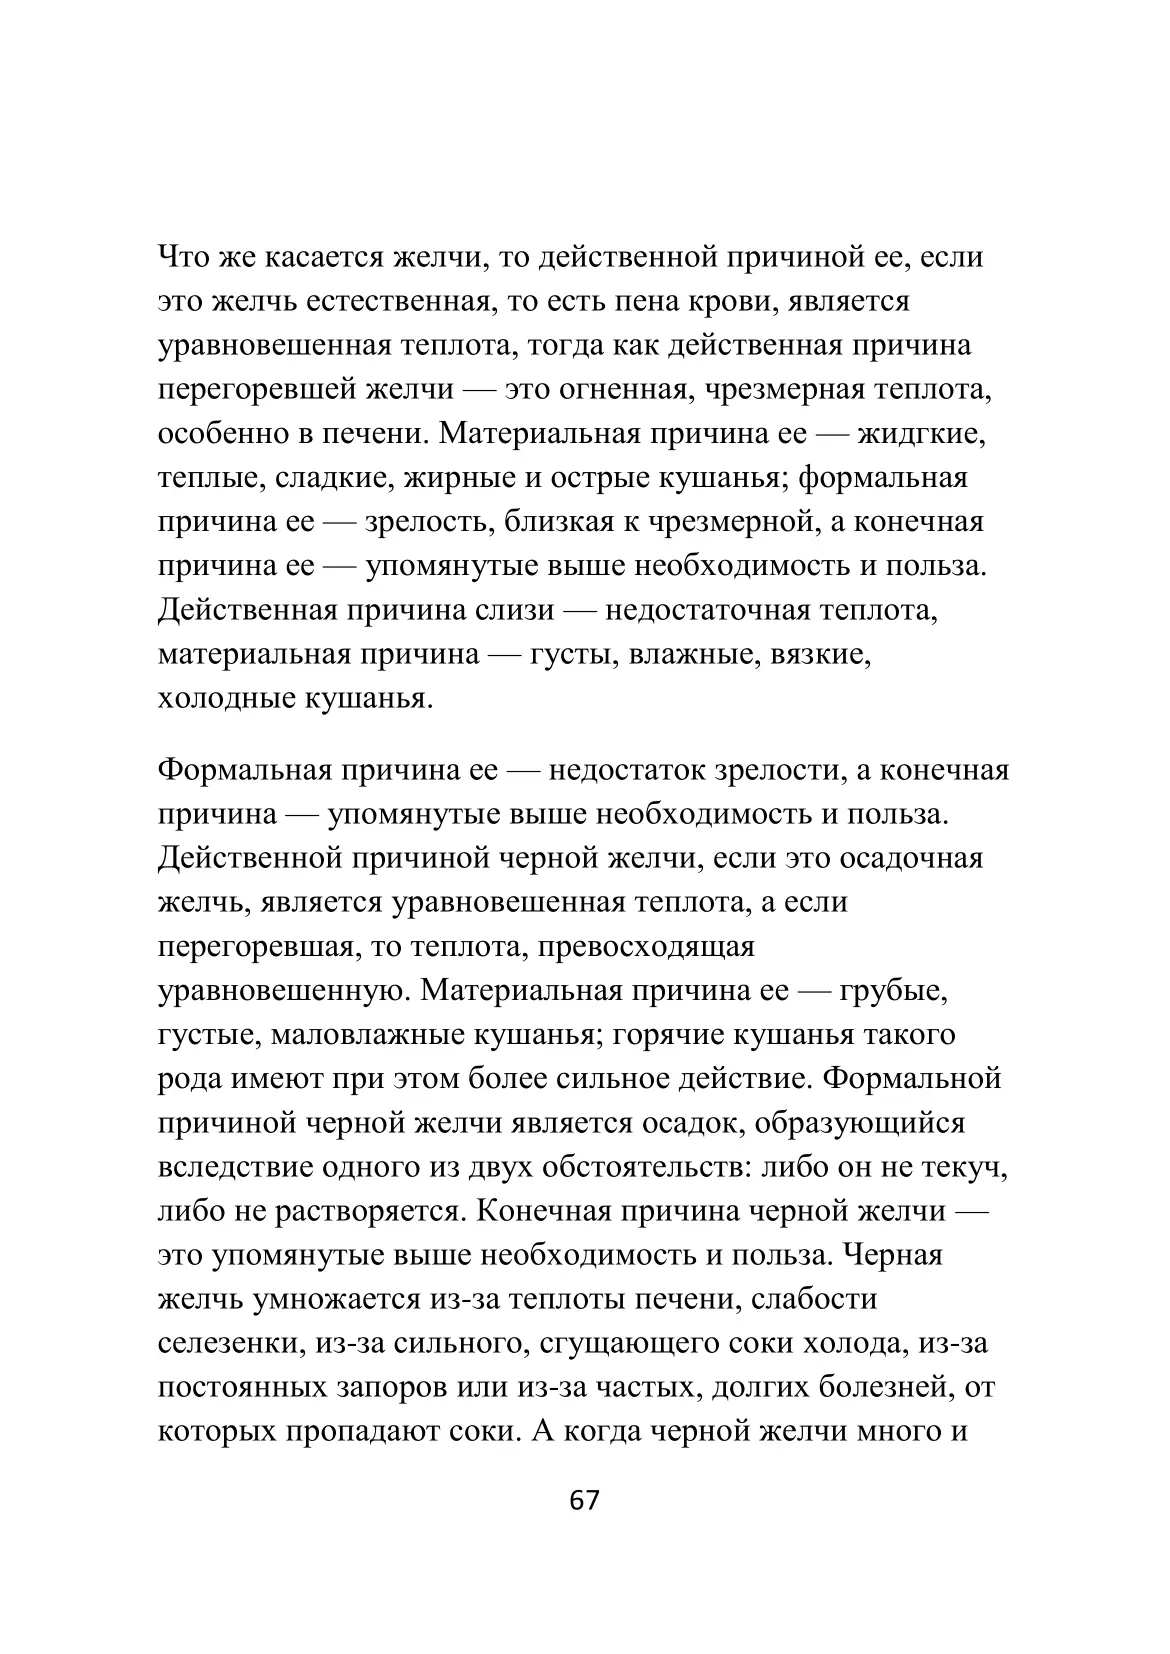 Что же касается желчи, то действенной причиной ее, если
это желчь естественная, то есть пена крови, является
уравновешенная теплота, тогда как действенная причина
перегоревшей желчи — это огненная, чрезмерная теплота,
особенно в печени. Материальная причина ее — жидгкие,
теплые, сладкие, жирные и острые кушанья; формальная
причина ее — зрелость, близкая к чрезмерной, а конечная
причина ее — упомянутые выше необходимость и польза.
Действенная причина слизи — недостаточная теплота,
материальная причина — густы, влажные, вязкие,
холодные кушанья.
Формальная причина ее — недостаток зрелости, а конечная
причина — упомянутые выше необходимость и польза.
Действенной причиной черной желчи, если это осадочная
желчь, является уравновешенная теплота, а если
перегоревшая, то теплота, превосходящая
уравновешенную. Материальная причина ее — грубые,
густые, маловлажные кушанья; горячие кушанья такого
рода имеют при этом более сильное действие. Формальной
причиной черной желчи является осадок, образующийся
вследствие одного из двух обстоятельств: либо он не текуч,
либо не растворяется. Конечная причина черной желчи —
это упомянутые выше необходимость и польза. Черная
желчь умножается из-за теплоты печени, слабости
селезенки, из-за сильного, сгущающего соки холода, из-за
постоянных запоров или из-за частых, долгих болезней, от
которых пропадают соки. А когда черной желчи много и
67